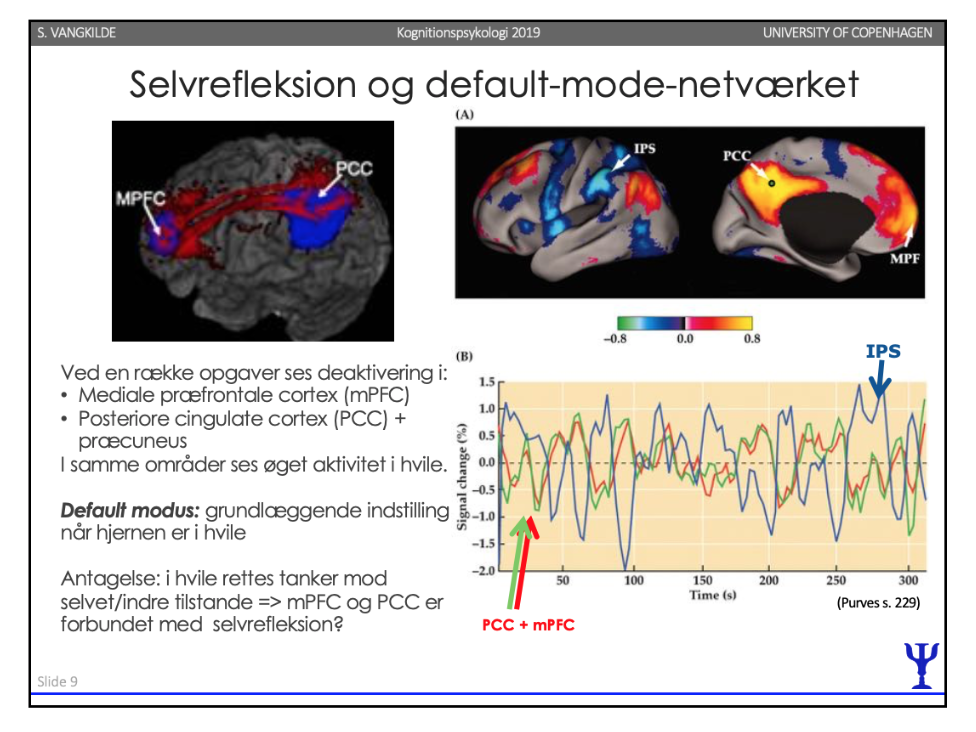 S. VANGKILDE
Kognitionspsykologi 2019
UNIVERSITY OF COPENHAGEN
Selvrefleksion og default-mode-netværket
PCC
MPFC
(A)
IPS
PCC
MPF
–0.8
0.0
0.8
Ved en række opgaver ses deaktivering i:
• Mediale præfrontale cortex (mPFC)
• Posteriore cingulate cortex (PCC) +
præcuneus
I samme områder ses øget aktivitet i hvile.
Default modus: grundlæggende indstilling
når hjernen er i hvile
Antagelse: i hvile rettes tanker mod
selvet/indre tilstande => mPFC og PCC er
forbundet med selvrefleksion?
(B)
IPS
Signal change (%)
1.5
1.0
0.5
0.0
–0.5
–1.0
–1.5
–2.0
50
100
150
200
250
300
Time (s)
(Purves s. 229)
PCC + mPFC
Slide 9